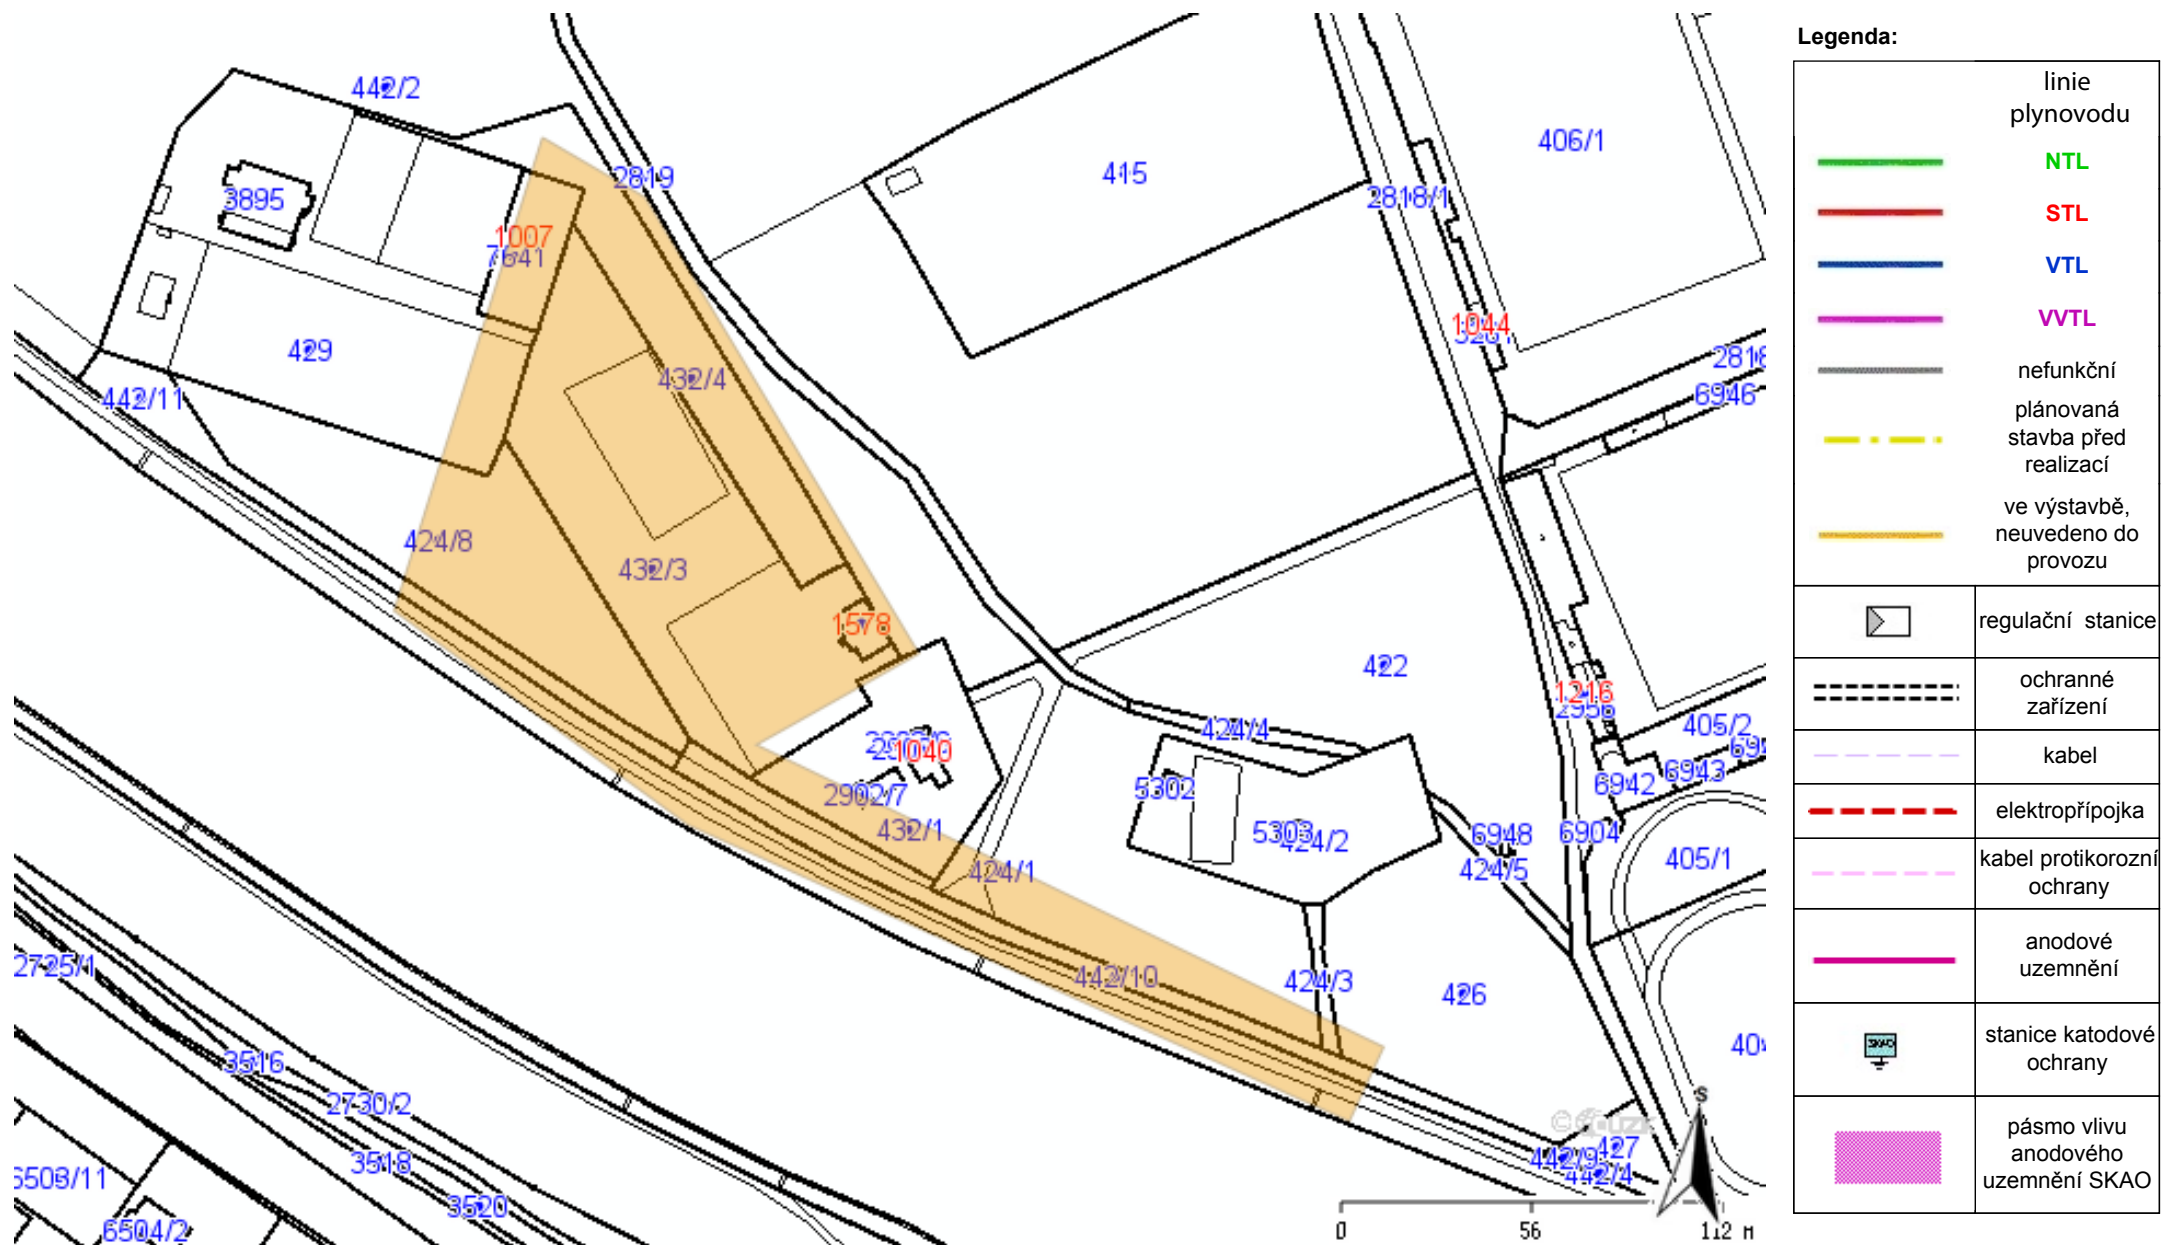 442/2
3895
1007
7641
429
442/11
2819
415
406/1
2818/1
1044
2818
6946
432/4
424/8
432/3
1578
422
1216
2956
405/2
424/4
1040
2902/7
432/1
424/1
5302
5303
424/2
6948
424/5
6904
6942
6943
405/1
442/10
424/3
426
427
442/9
442/4
2725/1
3516
2730/2
3518
3520
6503/11
6504/2
S
0 56 112 M
Legenda:
linie
plynovodu
NTL
STL
VTL
VVTL
nefunkční
plánovaná
stavba před
realizací
ve výstavbě,
neuvedeno do
provozu
regulační stanice
ochranné
zařízení
kabel
elektropřípojka
kabel protikorozní
ochrany
anodové
uzemnění
SKAO
stanice katodové
ochrany
pásmo vlivu
anodového
uzemnění SKAO